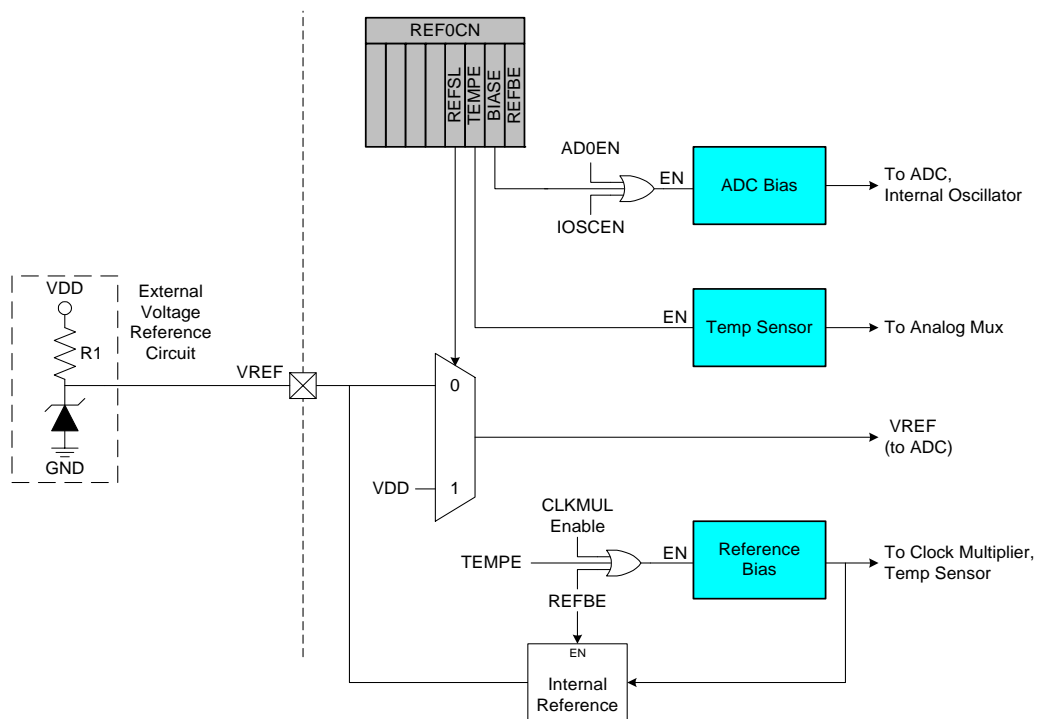 REF0CN
REFSL
TEMPE
BIASE
REFBE
AD0EN
IOSCEN
EN
ADC Bias
To ADC,
Internal Oscillator
EN
Temp Sensor
To Analog Mux
VDD
R1
GND
External
Voltage
Reference
Circuit
VREF
0
VDD
1
VREF
(to ADC)
CLKMUL
Enable
TEMPE
REFBE
EN
Reference
Bias
To Clock Multiplier,
Temp Sensor
EN
Internal
Reference